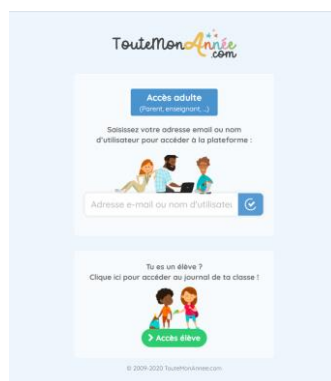 TouteMonAnnée
.com
Accès adulte
(Parent, enseignant, ...)
Saisissez votre adresse email ou nom
d'utilisateur pour accéder à la plateforme :
Adresse e-mail ou nom d'utilisate
Tu es un élève ?
Clique ici pour accéder au journal de ta classe !
> Accès élève
© 2009-2020 TouteMonAnnee.com